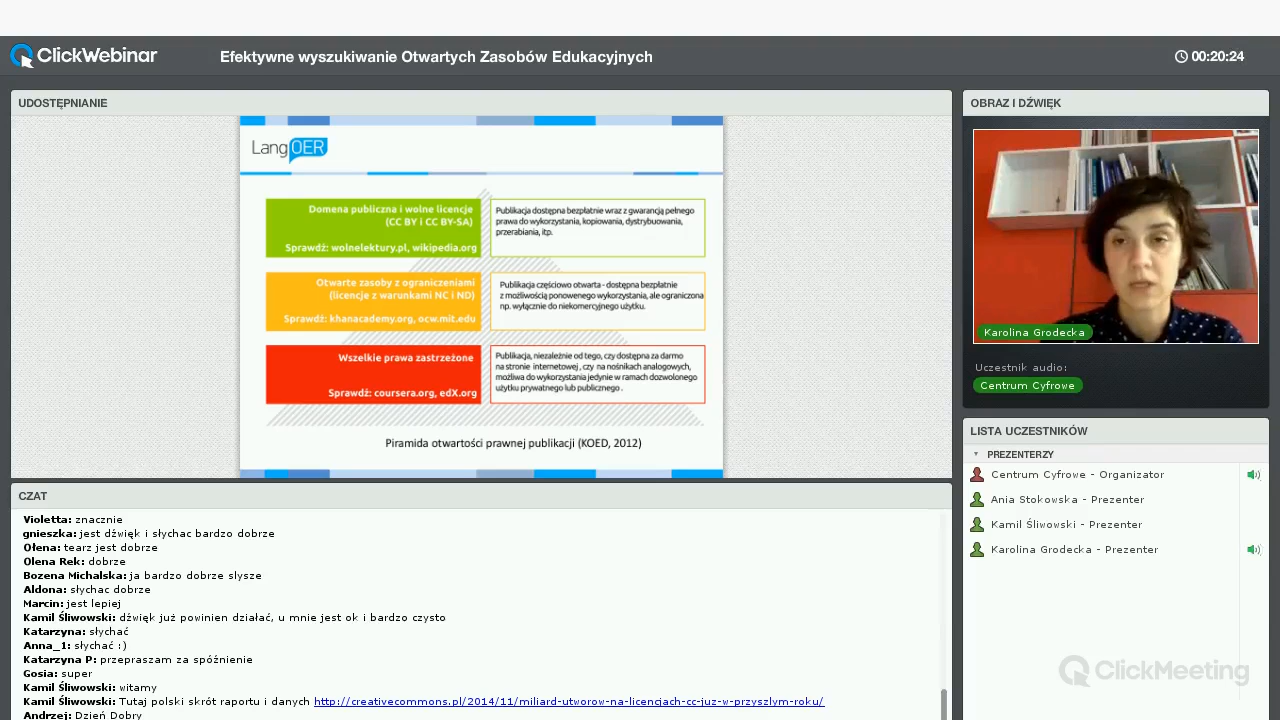 ClickWebinar
Efektywne wyszukiwanie Otwartych Zasobów Edukacyjnych
00:20:24
UDOSTĘPNIANIE
LangOER
Domena publiczna i wolne licencje
(CC BY i CC BY-SA)
Sprawdź: wolnelektury.pl, wikipedia.org
Publikacja dostępna bezpłatnie wraz z gwarancją pełnego
prawa do wykorzystania, kopiowania, dystrybuowania,
przerabiania, itp.
Otwarte zasoby z ograniczeniami
(licencje z warunkami NC i ND)
Sprawdź: khanacademy.org, ocw.mit.edu
Publikacja częściowo otwarta - dostępna bezpłatnie
z możliwością ponowenego wykorzystania, ale ograniczona
np. wyłącznie do niekomercyjnego użytku.
Wszelkie prawa zastrzeżone
Sprawdź: coursera.org, edX.org
Publikacja, niezależnie od tego, czy dostępna za darmo
na stronie internetowej, czy na nośnikach analogowych,
możliwa do wykorzystania jedynie w ramach dozwolonego
użytku prywatnego lub publicznego .
Piramida otwartości prawnej publikacji (KOED, 2012)
OBRAZ I DŹWIĘK
Karolina Grodecka
Uczestnik audio:
Centrum Cyfrowe
LISTA UCZESTNIKÓW
PREZENTERZY
Centrum Cyfrowe - Organizator
Ania Stokowska - Prezenter
Kamil Śliwowski - Prezenter
Karolina Grodecka - Prezenter
ClickMeeting
CZAT
Violetta: znacznie
gnieszka: jest dźwięk i słychac bardzo dobrze
Ołena: tearz jest dobrze
Olena Rek: dobrze
Bozena Michalska: ja bardzo dobrze slysze
Aldona: słychac dobrze
Marcin: jest lepiej
Kamil Śliwowski: dźwięk już powinien działać, u mnie jest ok i bardzo czysto
Katarzyna: słychać
Anna_1: słychać :)
Katarzyna P: przepraszam za spóźnienie
Gosia: super
Kamil Śliwowski: witamy
Kamil Śliwowski: Tutaj polski skrót raportu i danych http://creativecommons.pl/2014/11/miliard-utworow-na-licencjach-cc-juz-w-przyszlym-roku/
Andrzej: Dzień Dobry